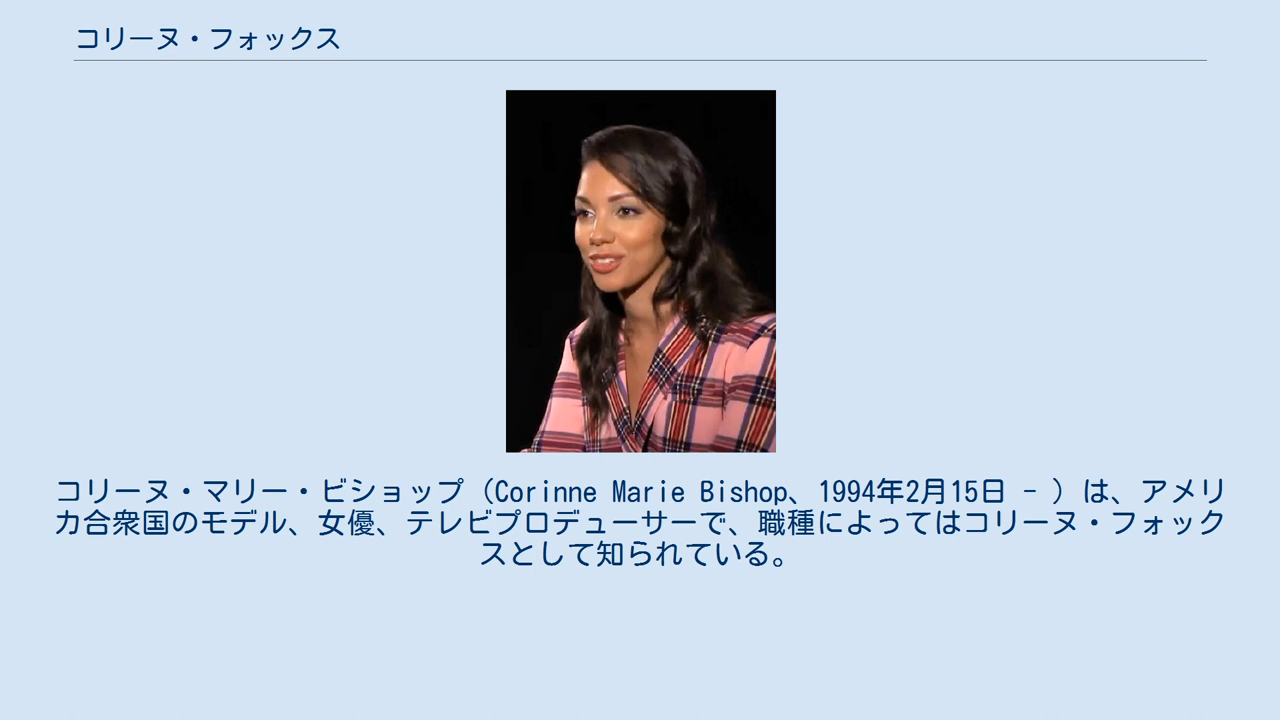 コリーヌ・フォックス
コリーヌ・マリー・ビショップ（Corinne Marie Bishop、1994年2月15日 - ）は、アメリ
カ合衆国のモデル、女優、テレビプロデューサーで、職種によってはコリーヌ・フォック
スとして知られている。